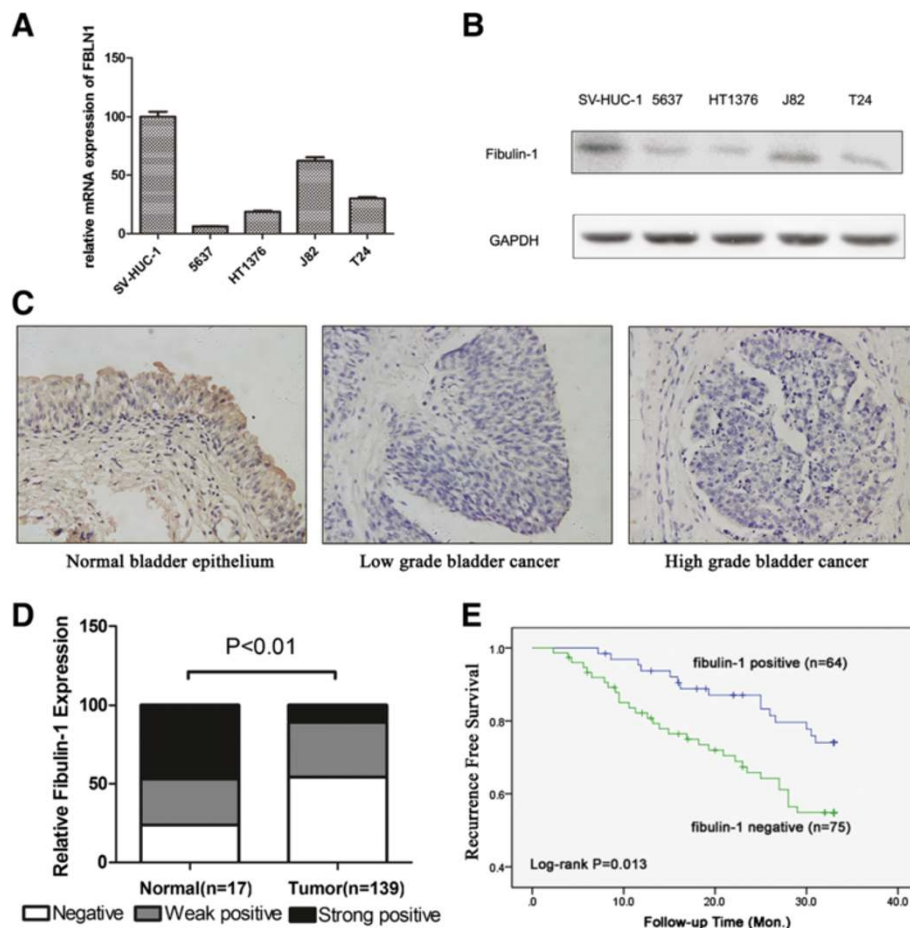 A
relative mRNA expression of FBLN1
150
100
50
0
SV-HUC-1
5637
HT1376
J82
T24
B
SV-HUC-1 5637 HT1376 J82 T24
Fibulin-1
GAPDH
C
Normal bladder epithelium
Low grade bladder cancer
High grade bladder cancer
D
Relative Fibulin-1 Expression
150
100
50
0
P<0.01
Normal(n=17) Tumor(n=139)
Negative Weak positive Strong positive
E
Recurrence Free Survival
1.0
0.8
0.6
0.4
fibulin-1 positive (n=64)
fibulin-1 negative (n=75)
Log-rank P=0.013
.0 10.0 20.0 30.0 40.0
Follow-up Time (Mon.)